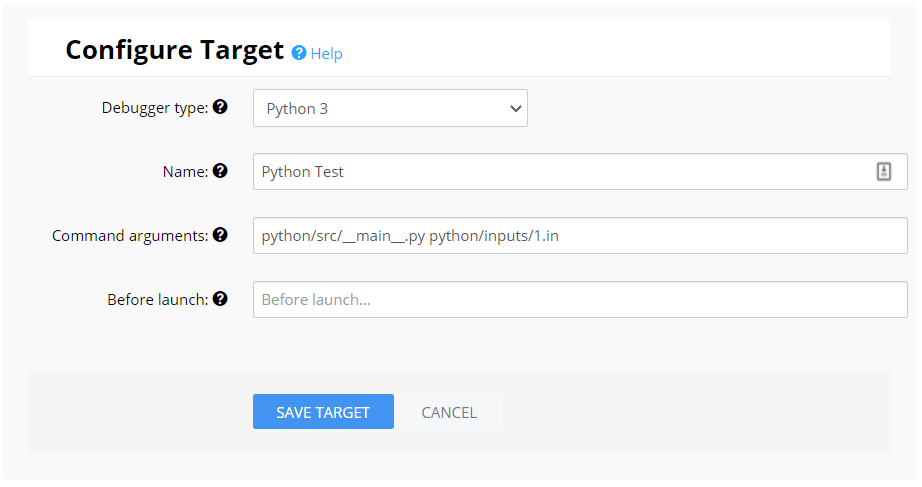 Configure Target Help
Debugger type: Python 3
Name: Python Test
Command arguments: python/src/__main__.py python/inputs/1.in
Before launch: Before launch...
SAVE TARGET CANCEL